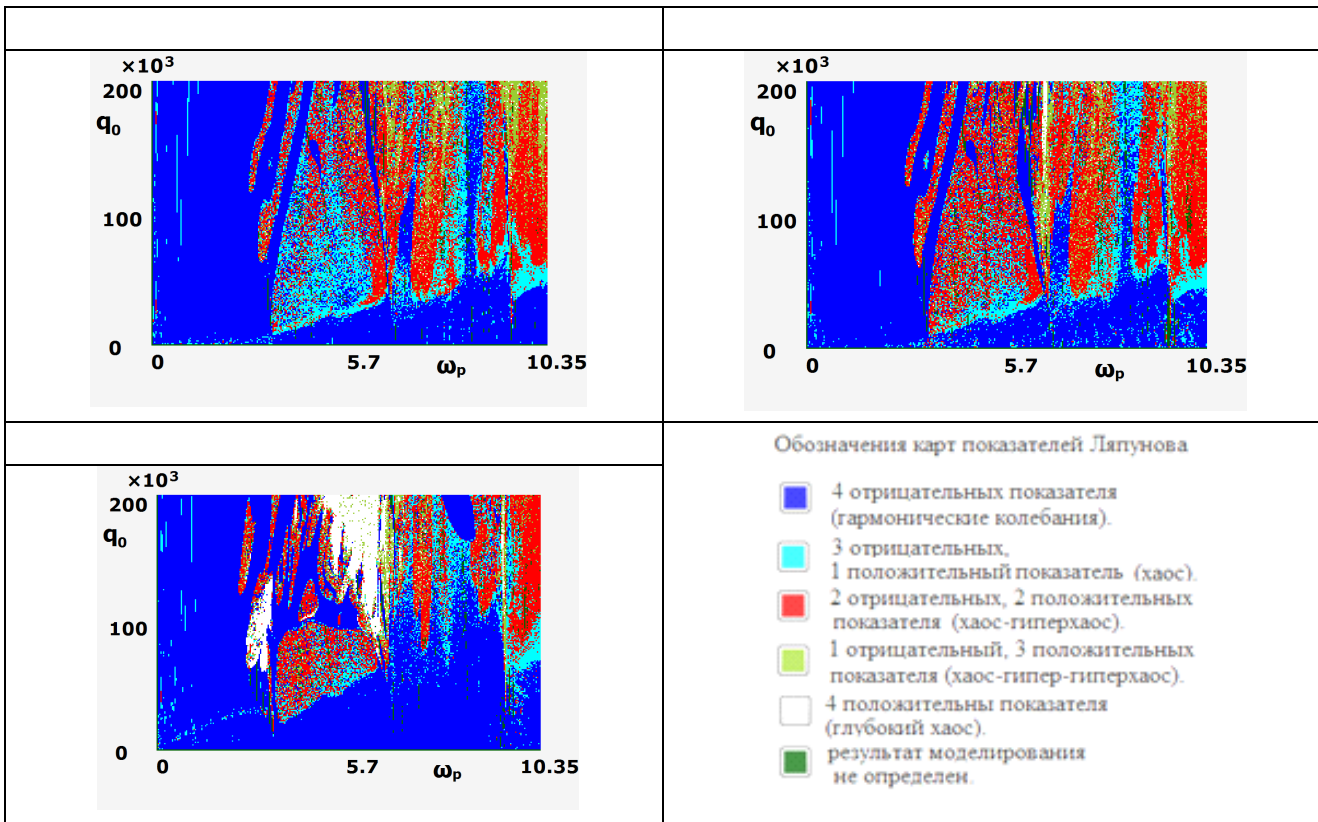 ×10³
200
q₀
100
0
0
5.7
ωₚ
10.35
×10³
200
q₀
100
0
0
5.7
ωₚ
10.35
×10³
200
q₀
100
0
0
5.7
ωₚ
10.35
Обозначения карт показателей Ляпунова
4 отрицательных показателя
(гармонические колебания).
3 отрицательных,
1 положительный показатель (хаос).
2 отрицательных, 2 положительных
показателя (хаос-гиперхаос).
1 отрицательный, 3 положительных
показателя (хаос-гипер-гиперхаос).
4 положительны показателя
(глубокий хаос).
результат моделирования
не определен.